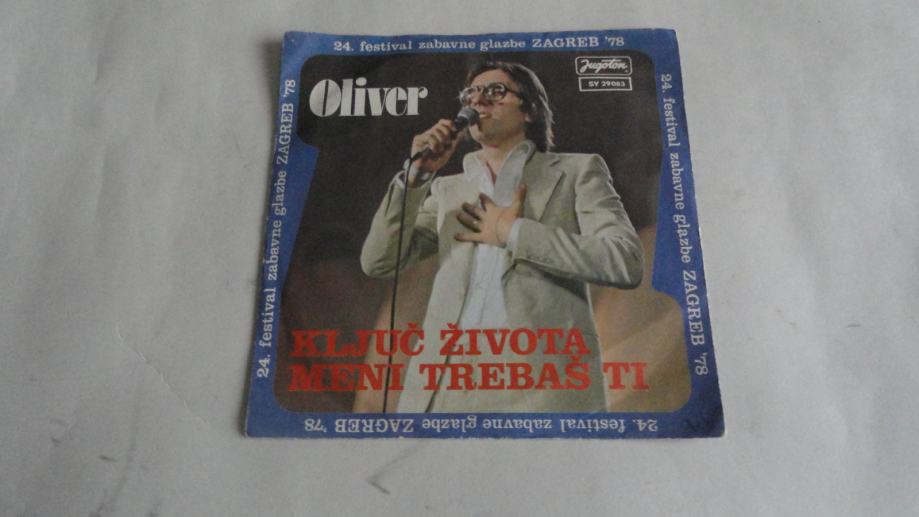 24. festival zabavne glazbe ZAGREB '78
Oliver
Jugoton
SY 29083
24. festival zabavne glazbe ZAGREB '78
24. festival zabavne glazbe ZAGREB '78
KLJUČ ŽIVOTA
MENI TREBAŠ TI
24. festival zabavne glazbe ZAGREB '78